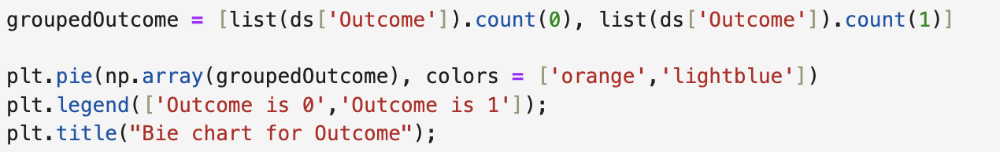 groupedOutcome = [list(ds['Outcome']).count(0), list(ds['Outcome']).count(1)]
plt.pie(np.array(groupedOutcome), colors = ['orange','lightblue'])
plt.legend(['Outcome is 0','Outcome is 1']);
plt.title("Bie chart for Outcome");